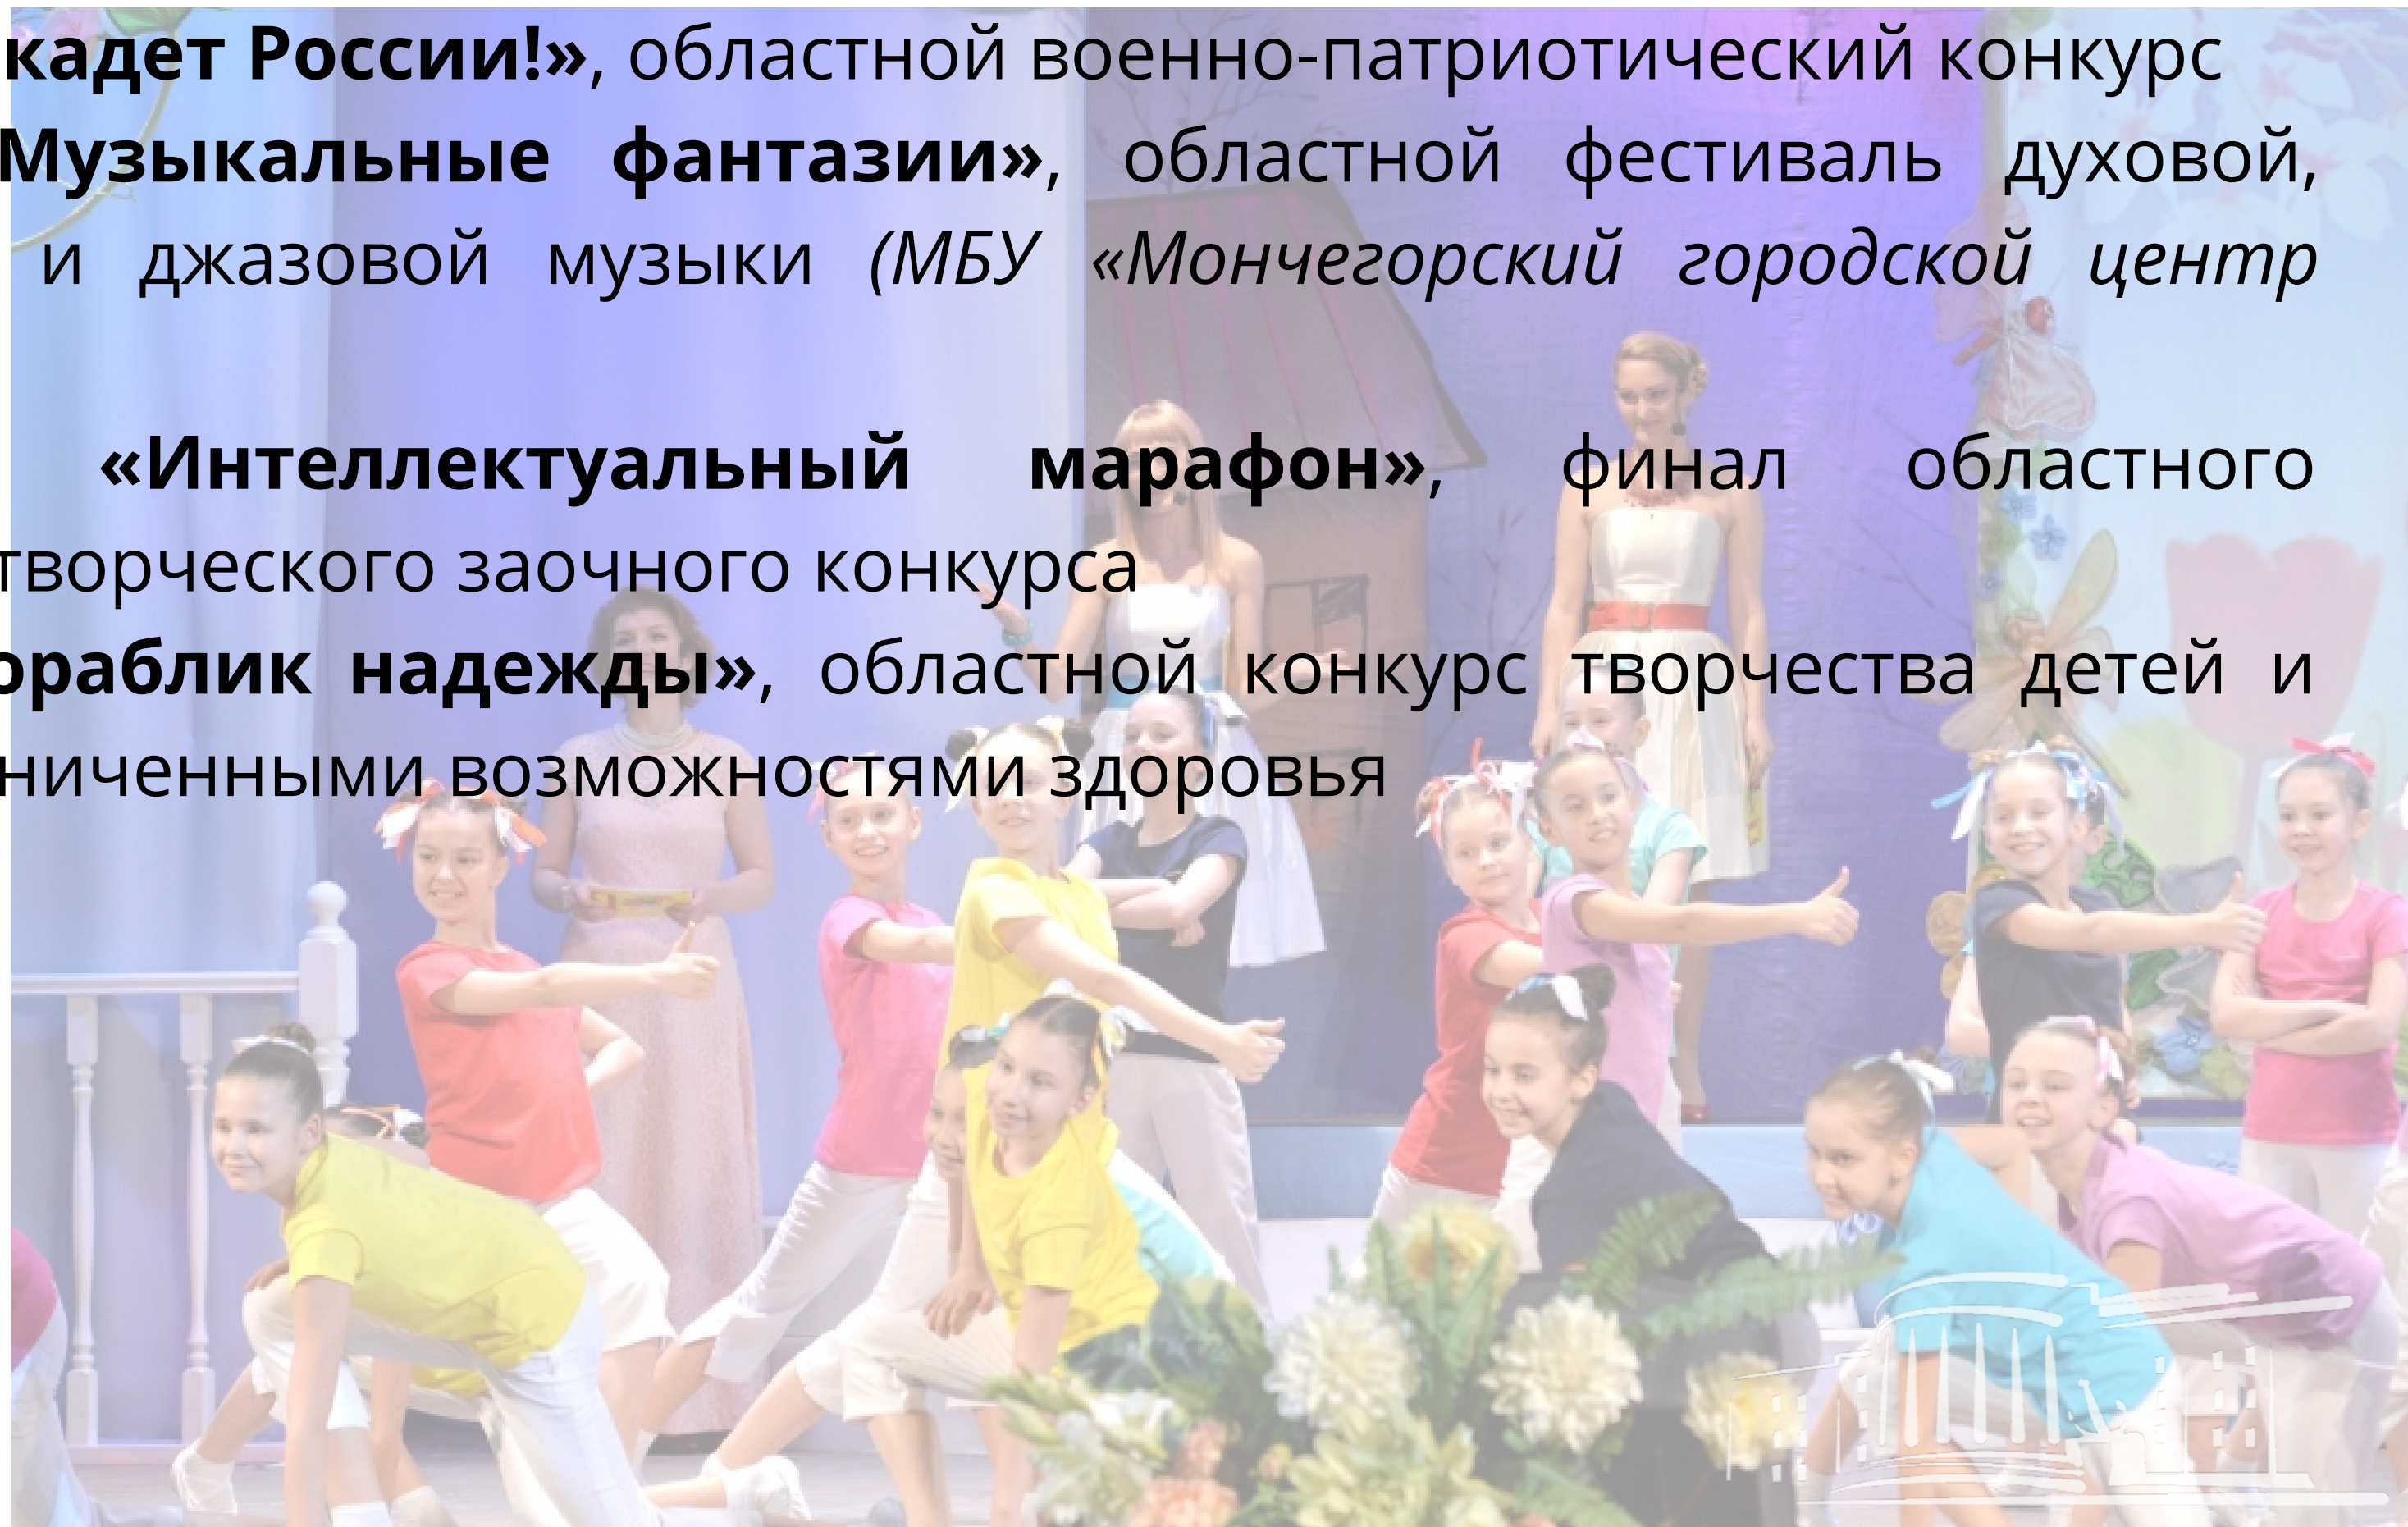 кадет России!», областной военно-патриотический конкурс
Музыкальные фантазии», областной фестиваль духовой,
и джазовой музыки (МБУ «Мончегорский городской центр
«Интеллектуальный марафон», финал областного
творческого заочного конкурса
ораблик надежды», областной конкурс творчества детей и
ниченными возможностями здоровья